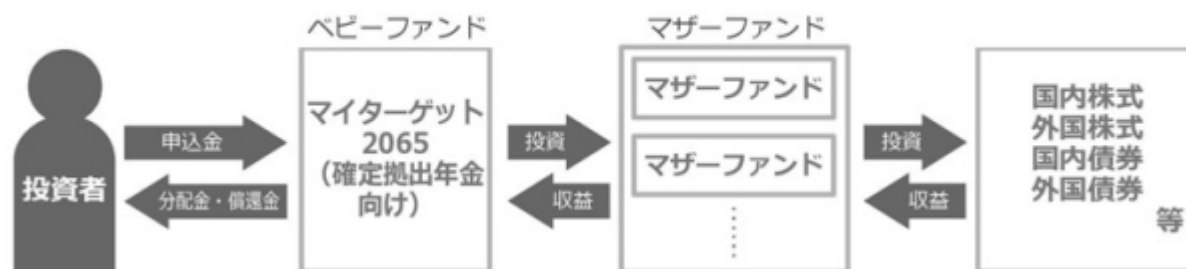 ベビーファンド
マザーファンド
投資者
申込金
分配金・償還金
マイターゲット
2065
（確定拠出年金
向け）
投資
収益
マザーファンド
マザーファンド
投資
収益
国内株式
外国株式
国内債券
外国債券
等